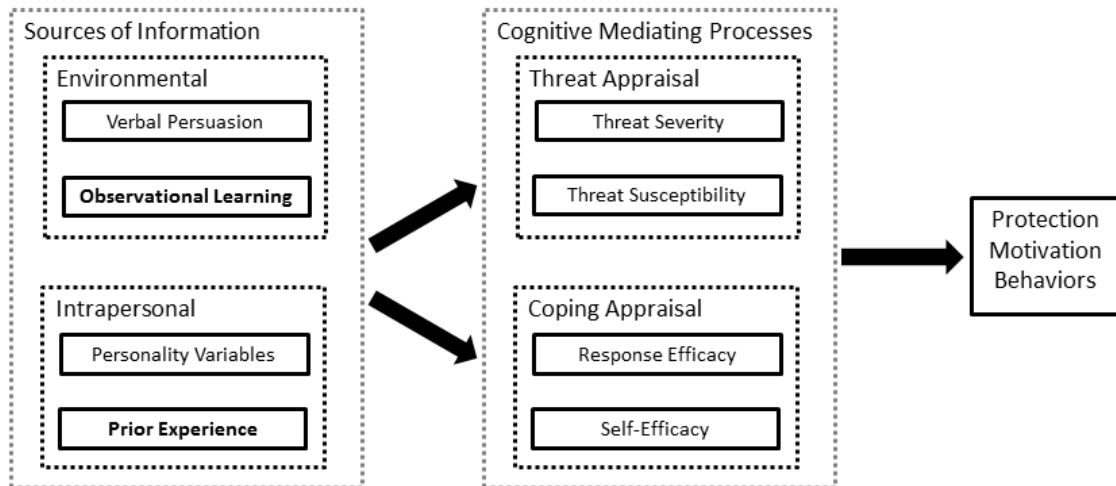 Sources of Information
Environmental
Verbal Persuasion
Observational Learning
Intrapersonal
Personality Variables
Prior Experience
Cognitive Mediating Processes
Threat Appraisal
Threat Severity
Threat Susceptibility
Coping Appraisal
Response Efficacy
Self-Efficacy
Protection
Motivation
Behaviors